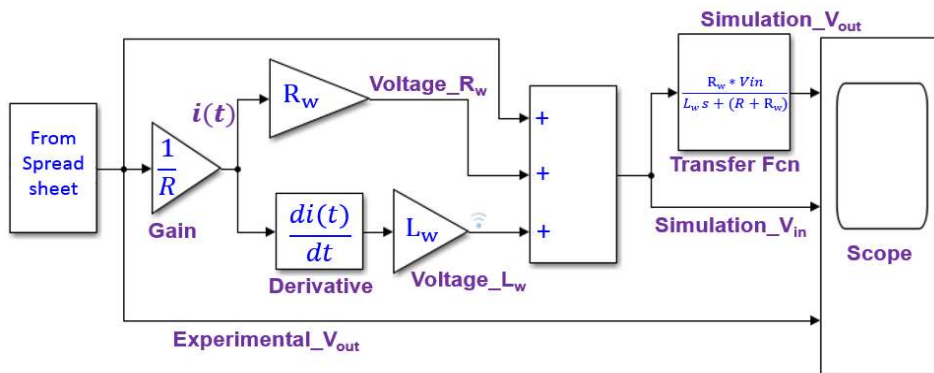 Simulation_V_out
From
Spread
sheet
1
R
Gain
i(t)
R_w
Voltage_R_w
di(t)
dt
Derivative
L_w
Voltage_L_w
+
+
+
R_w * Vin
L_w s + (R + R_w)
Transfer Fcn
Simulation_V_in
Scope
Experimental_V_out